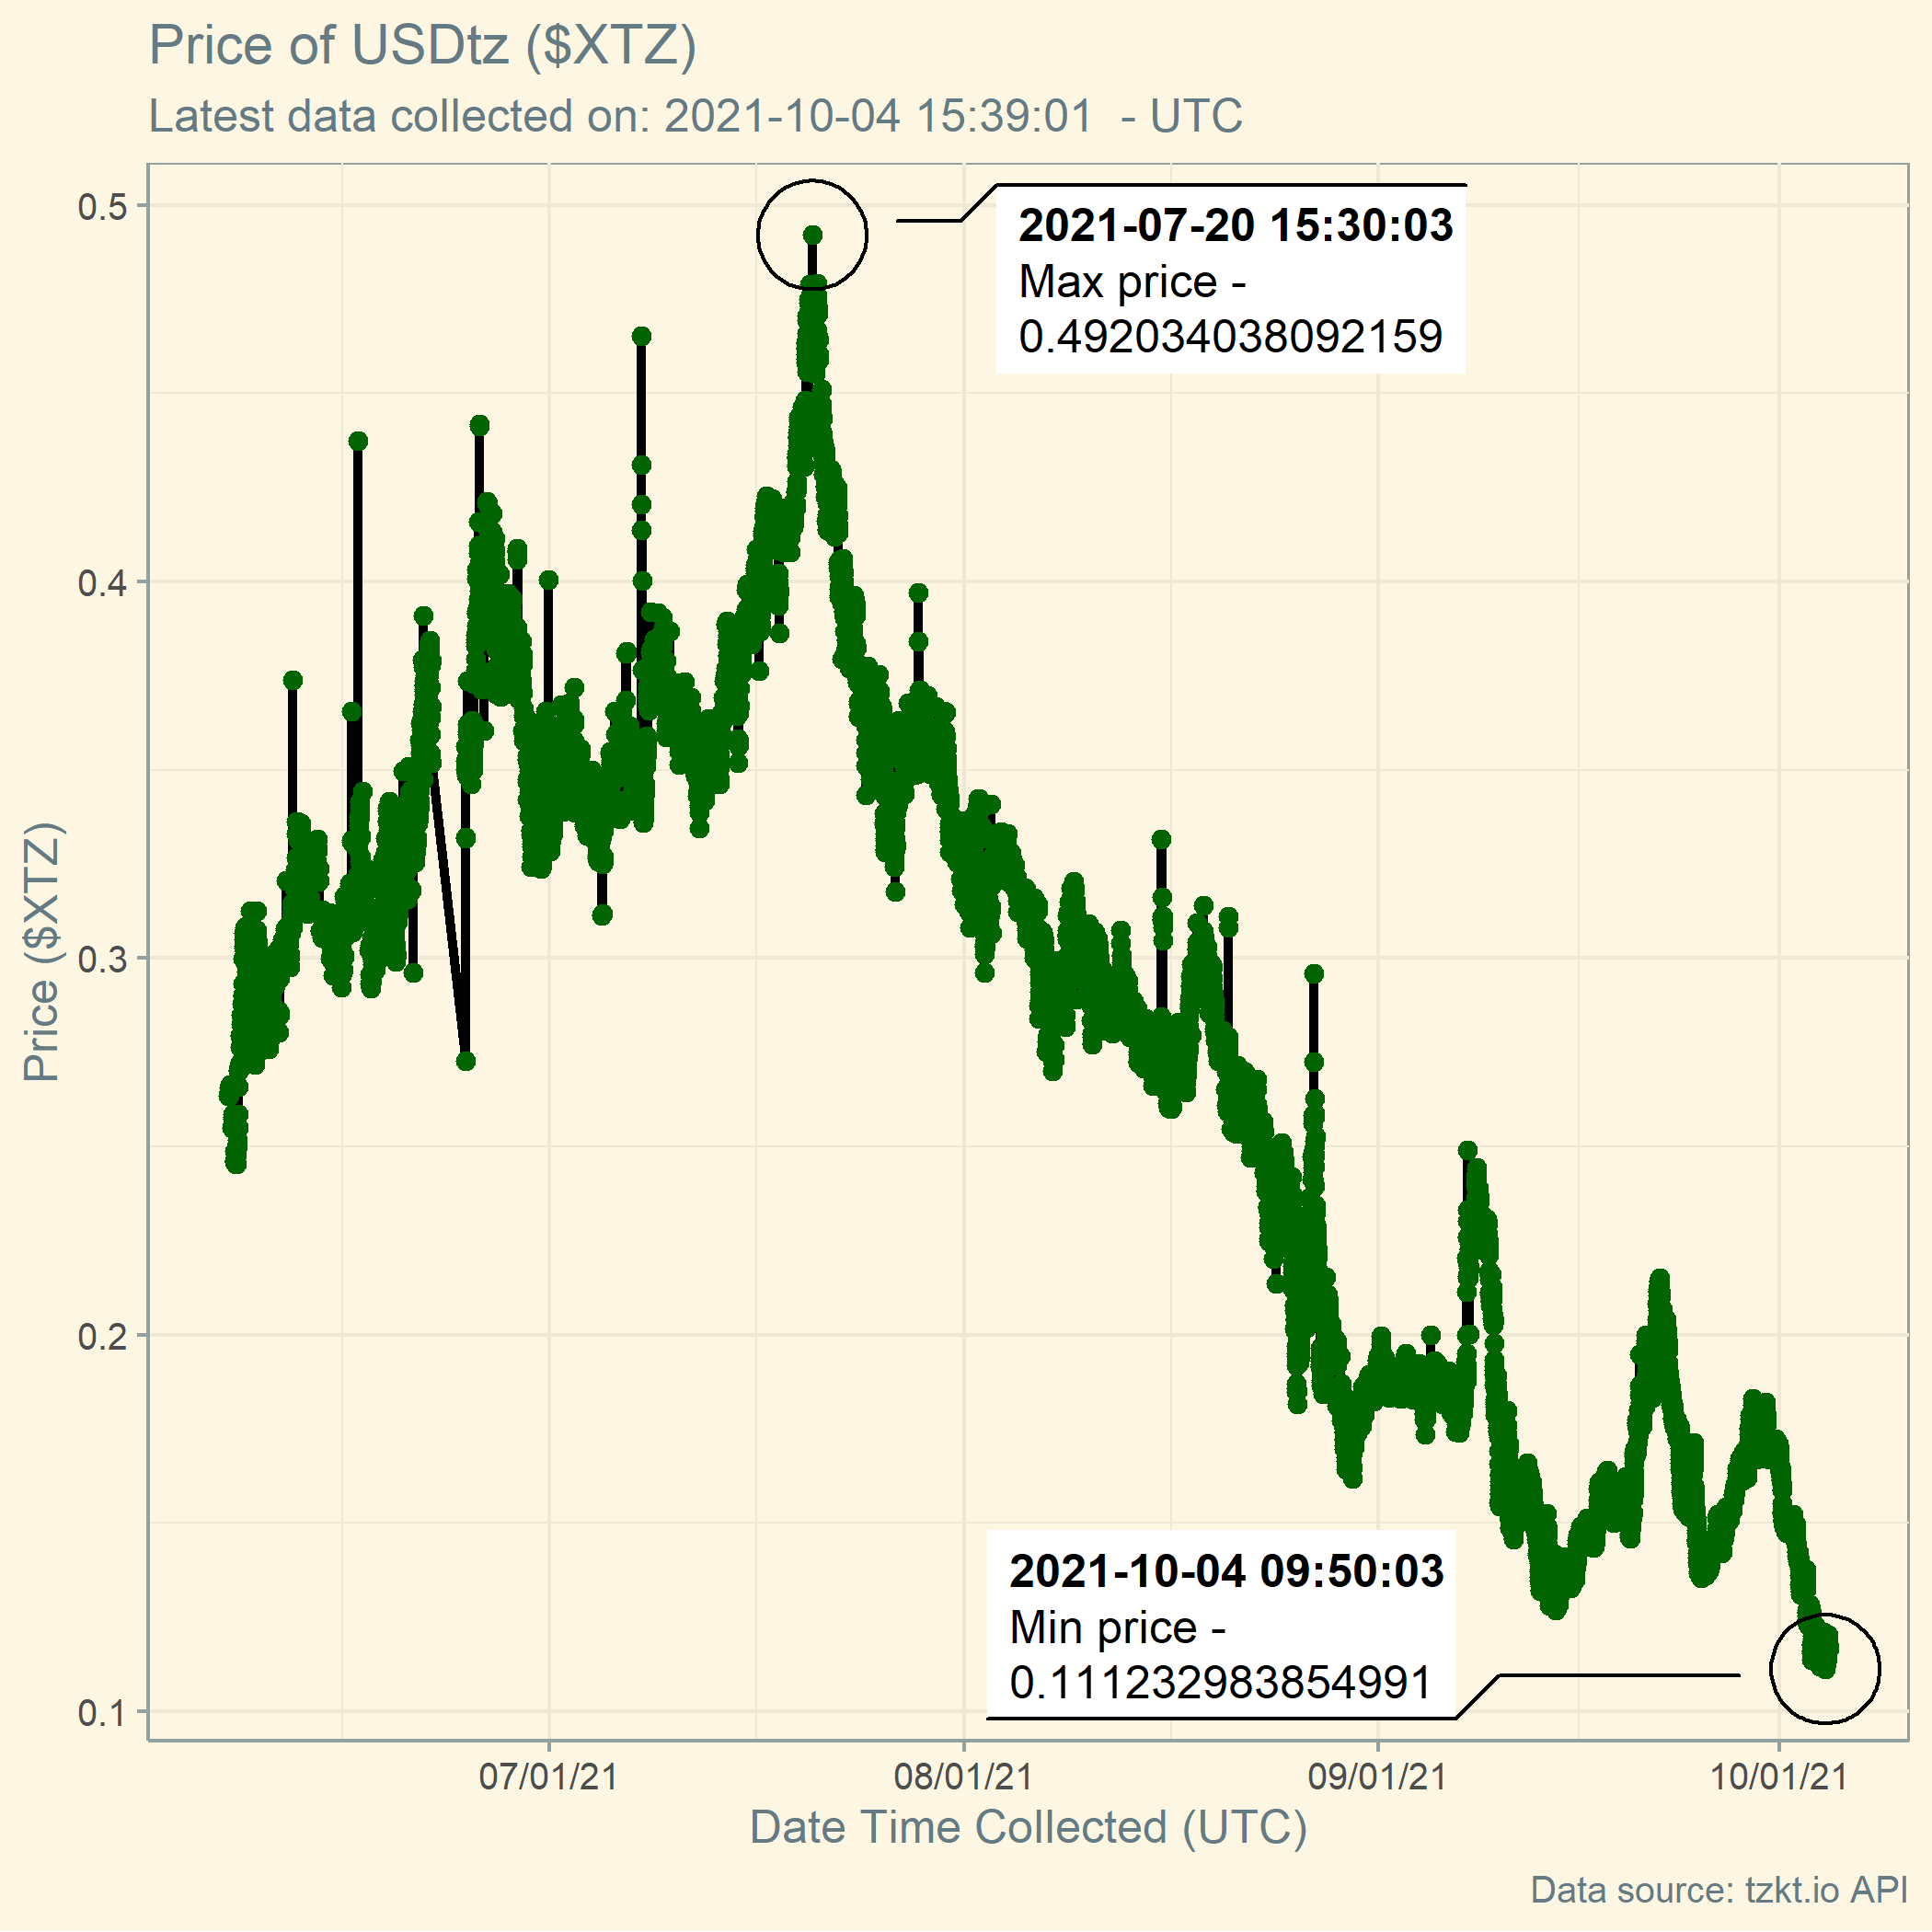 Price of USDtz ($XTZ)
Latest data collected on: 2021-10-04 15:39:01  - UTC
2021-07-20 15:30:03
Max price -
0.492034038092159
0.5
0.4
0.3
0.2
0.1
Price ($XTZ)
2021-10-04 09:50:03
Min price -
0.111232983854991
07/01/21
08/01/21
09/01/21
10/01/21
Date Time Collected (UTC)
Data source: tzkt.io API